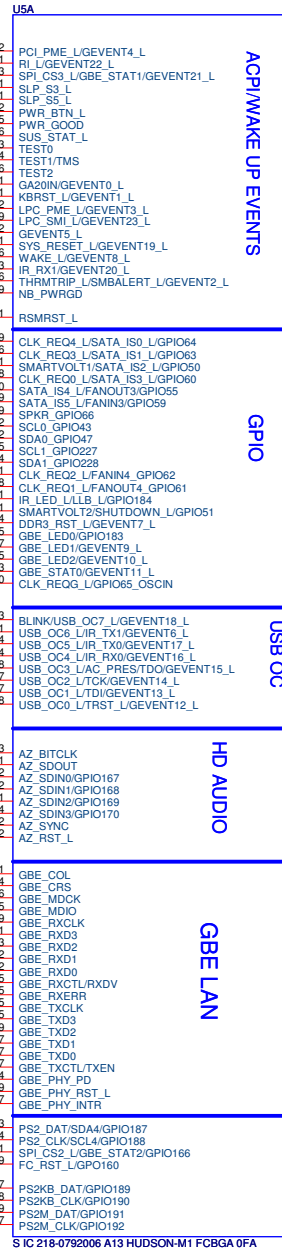 U5A
ACPI/WAKE UP EVENTS
PCI_PME_L/GEVENT4_L
RI_L/GEVENT22_L
SPI_CS3_L/GBE_STAT1/GEVENT21_L
SLP_S3_L
SLP_S5_L
PWR_BTN_L
PWR_GOOD
SUS_STAT_L
TEST0
TEST1/TMS
TEST2
GA20IN/GEVENT0_L
KBRST_L/GEVENT1_L
LPC_PME_L/GEVENT3_L
LPC_SMI_L/GEVENT23_L
GEVENT5_L
SYS_RESET_L/GEVENT19_L
WAKE_L/GEVENT8_L
IR_RX1/GEVENT20_L
THRMTRIP_L/SMBALERT_L/GEVENT2_L
NB_PWRGD
RSMRST_L
GPIO
CLK_REQ4_L/SATA_IS0_L/GPIO64
CLK_REQ3_L/SATA_IS1_L/GPIO63
SMARTVOLT1/SATA_IS2_L/GPIO50
CLK_REQ0_L/SATA_IS3_L/GPIO60
SATA_IS4_L/FANOUT3/GPIO55
SATA_IS5_L/FANIN3/GPIO59
SPKR_GPIO66
SCL0_GPIO43
SDA0_GPIO47
SCL1_GPIO227
SDA1_GPIO228
CLK_REQ2_L/FANIN4_GPIO62
CLK_REQ1_L/FANOUT4_GPIO61
IR_LED_L/LLB_L/GPIO184
SMARTVOLT2/SHUTDOWN_L/GPIO51
DDR3_RST_L/GEVENT7_L
GBE_LED0/GPIO183
GBE_LED1/GEVENT9_L
GBE_LED2/GEVENT10_L
GBE_STAT0/GEVENT11_L
CLK_REQG_L/GPIO65_OSCIN
USB OC
BLINK/USB_OC7_L/GEVENT18_L
USB_OC6_L/IR_TX1/GEVENT6_L
USB_OC5_L/IR_TX0/GEVENT17_L
USB_OC4_L/IR_RX0/GEVENT16_L
USB_OC3_L/AC_PRES/TDO/GEVENT15_L
USB_OC2_L/TCK/GEVENT14_L
USB_OC1_L/TDI/GEVENT13_L
USB_OC0_L/TRST_L/GEVENT12_L
HD AUDIO
AZ_BITCLK
AZ_SDOUT
AZ_SDIN0/GPIO167
AZ_SDIN1/GPIO168
AZ_SDIN2/GPIO169
AZ_SDIN3/GPIO170
AZ_SYNC
AZ_RST_L
GBE LAN
GBE_COL
GBE_CRS
GBE_MDCK
GBE_MDIO
GBE_RXCLK
GBE_RXD3
GBE_RXD2
GBE_RXD1
GBE_RXD0
GBE_RXCTL/RXDV
GBE_RXERR
GBE_TXCLK
GBE_TXD3
GBE_TXD2
GBE_TXD1
GBE_TXD0
GBE_TXCTL/TXEN
GBE_PHY_PD
GBE_PHY_RST_L
GBE_PHY_INTR
PS2_DAT/SDA4/GPIO187
PS2_CLK/SCL4/GPIO188
SPI_CS2_L/GBE_STAT2/GPIO166
FC_RST_L/GPO160
PS2KB_DAT/GPIO189
PS2KB_CLK/GPIO190
PS2M_DAT/GPIO191
PS2M_CLK/GPIO192
S IC 218-0792006 A13 HUDSON-M1 FCBGA 0FA